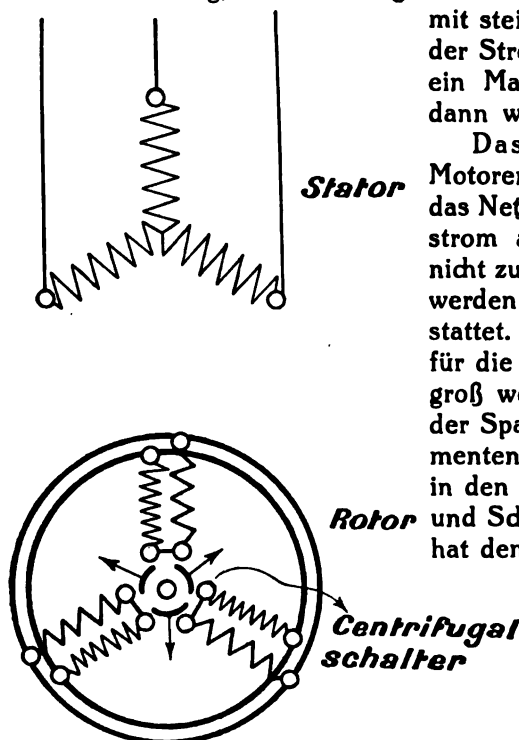 mit stei
der Stro
ein Ma
dann w
Das
Motoren
das Netz
strom a
nicht zu
werden
stattet.
für die
groß we
der Spa
menten
in den
und Sch
hat der
Stator
Rotor
Centrifugal
schalter